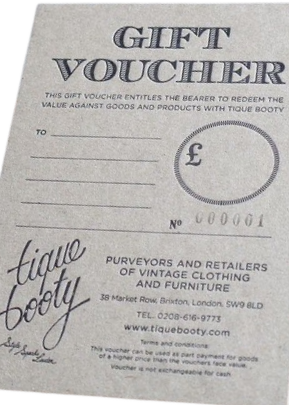 GIFT
VOUCHER
THIS GIFT VOUCHER ENTITLES THE BEARER TO REDEEM THE
VALUE AGAINST GOODS AND PRODUCTS WITH TIQUE BOOTY
TO
£
Nº 000001
tique
booty
PURVEYORS AND RETAILERS
OF VINTAGE CLOTHING
AND FURNITURE
38 Market Row, Brixton, London, SW9 8LD
TEL. 0208-616-9773
www.tiquebooty.com
Terms and conditions:
This voucher can be used as part payment for goods
of a higher price than the vouchers face value.
Voucher is not exchangeable for cash